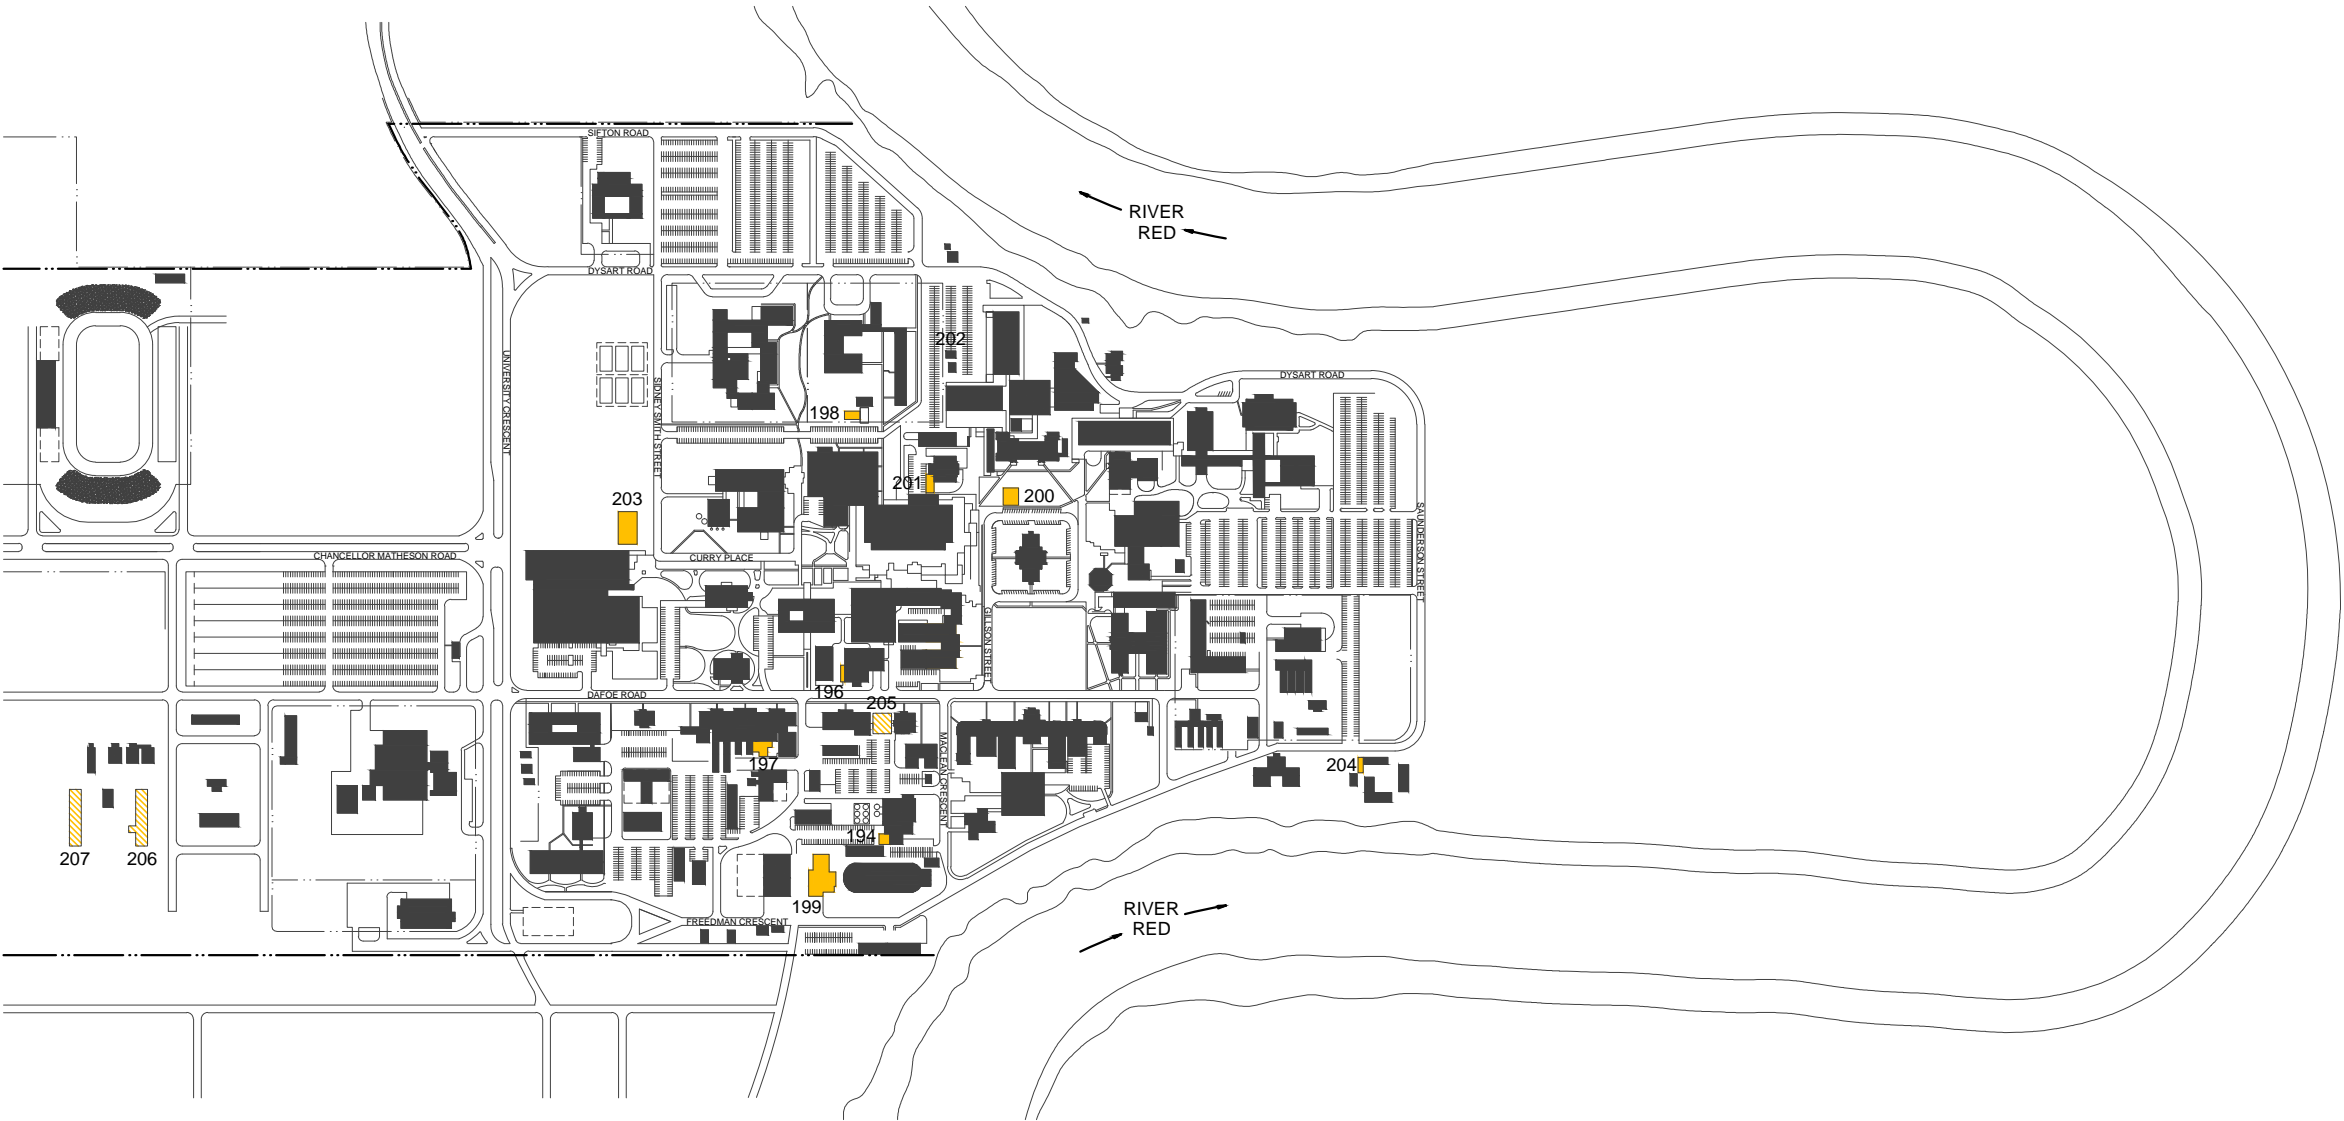 SIFTON ROAD
RIVER
RED
DYSART ROAD
202
UNIVERSITY CRESCENT
SIDNEY SMITH STREET
DYSART ROAD
198
201
200
203
SAUNDERSON STREET
CHANCELLOR MATHESON ROAD
CURRY PLACE
GILLSON STREET
196
DAFOE ROAD
205
MACLEAN CRESCENT
197
204
194
207
206
199
FREEDMAN CRESCENT
RIVER
RED